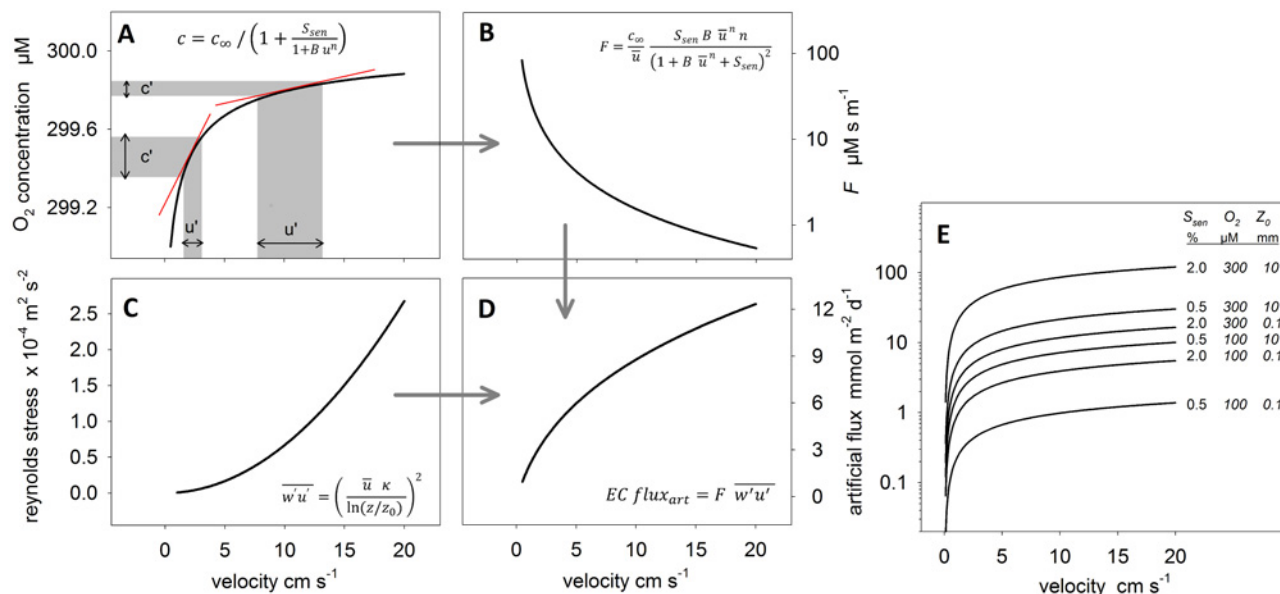 A
c = c∞ / (1 + S_sen / (1+B uⁿ))
300.0
299.6
299.2
O₂ concentration µM
c'
c'
u'
u'
B
F = c∞/ū · S_sen B ūⁿ n / (1 + B ūⁿ + S_sen)²
100
10
1
F µM s m⁻¹
C
2.5
2.0
1.5
1.0
0.5
0.0
reynolds stress x 10⁻⁴ m² s⁻²
w'u' = (ū κ / ln(z/z₀))²
0 5 10 15 20
velocity cm s⁻¹
D
12
9
6
3
0
artificial flux mmol m⁻² d⁻¹
EC flux_art = F w'u'
0 5 10 15 20
velocity cm s⁻¹
E
S_sen O₂ Z₀
% µM mm
2.0 300 10
0.5 300 10
2.0 300 0.1
0.5 100 10
2.0 100 0.1
0.5 100 0.1
100
10
1
0.1
0 5 10 15 20
velocity cm s⁻¹